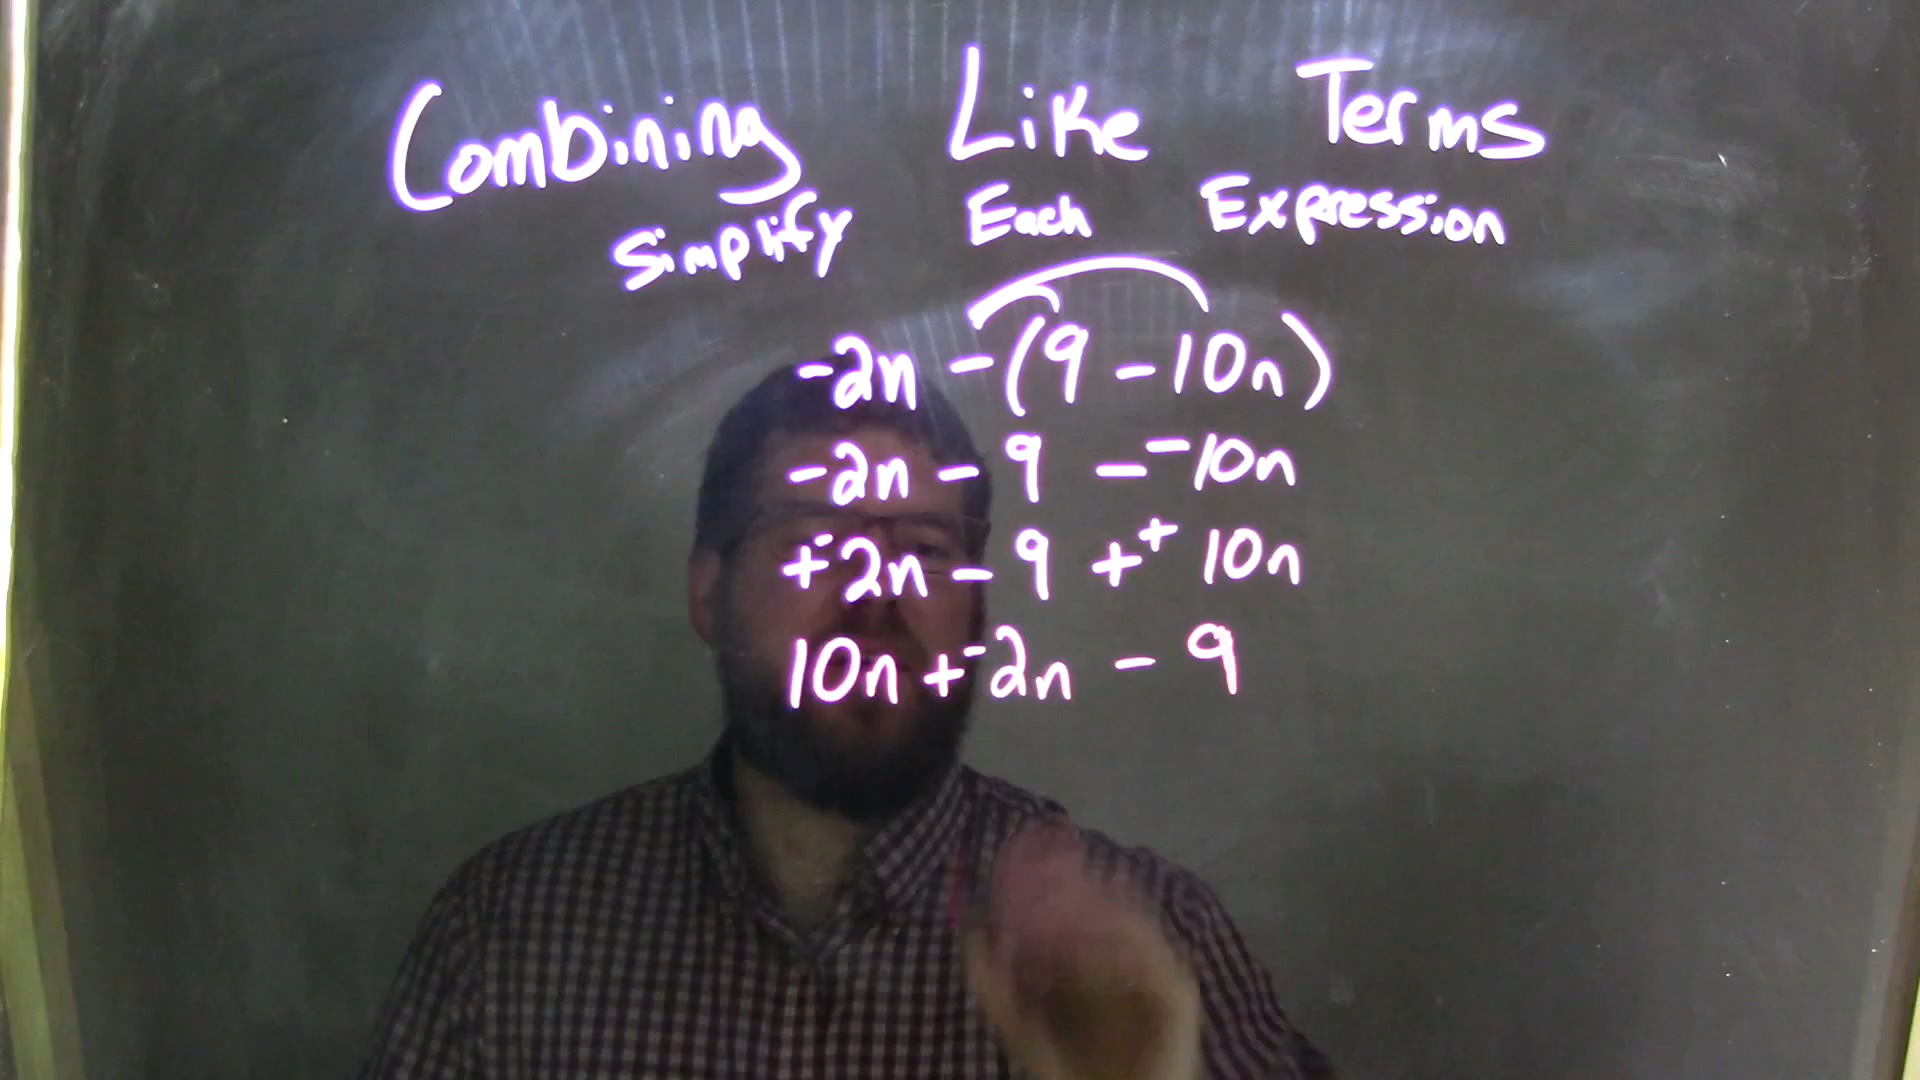 Combining Like Terms
Simplify Each Expression
-2n -(9 - 10n)
-2n - 9 - -10n
+ -2n - 9 + + 10n
10n + -2n - 9